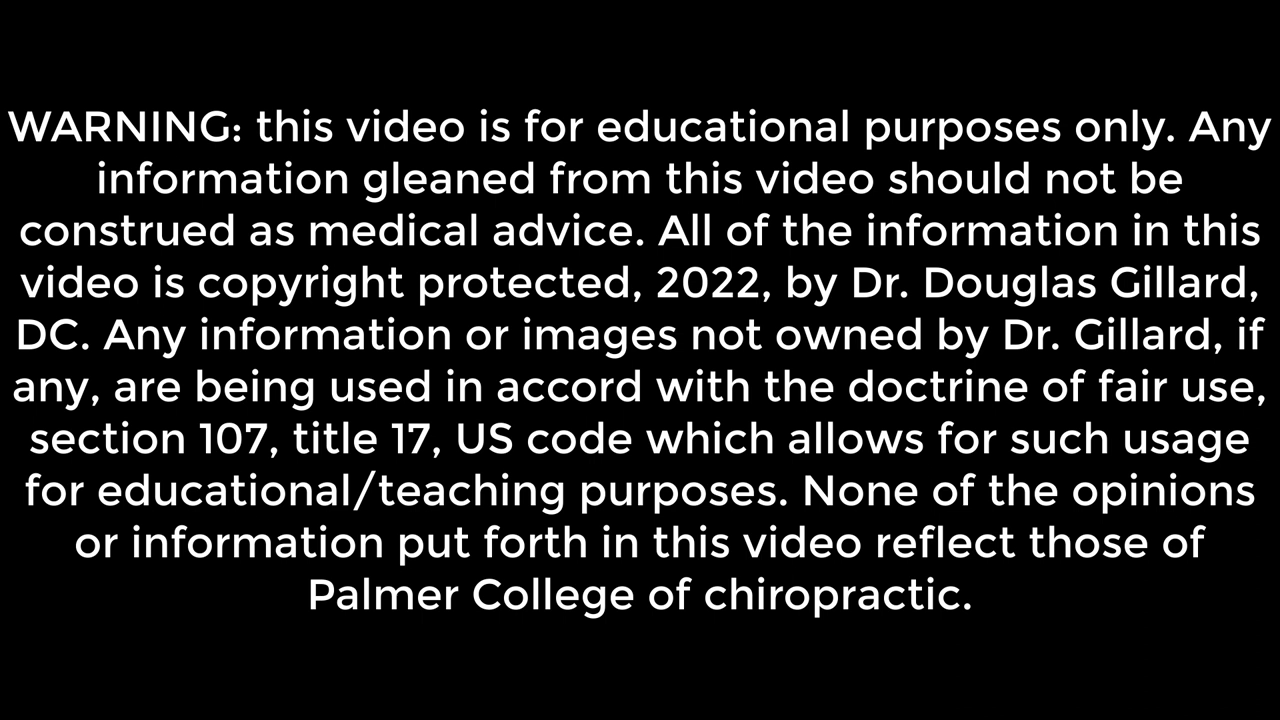 WARNING: this video is for educational purposes only. Any
information gleaned from this video should not be
construed as medical advice. All of the information in this
video is copyright protected, 2022, by Dr. Douglas Gillard,
DC. Any information or images not owned by Dr. Gillard, if
any, are being used in accord with the doctrine of fair use,
section 107, title 17, US code which allows for such usage
for educational/teaching purposes. None of the opinions
or information put forth in this video reflect those of
Palmer College of chiropractic.